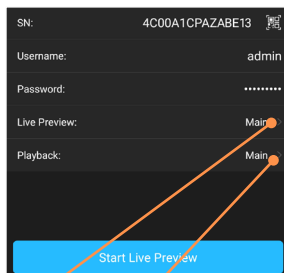 SN: 4C00A1CPAZABE13
Username: admin
Password: •••••••••
Live Preview: Main
Playback: Main
Start Live Preview